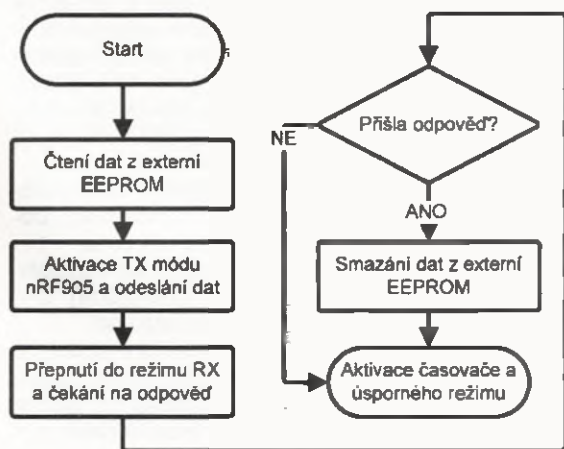 Start
Čtení dat z externí
EEPROM
Aktivace TX módu
nRF905 a odeslání dat
Přepnutí do režimu RX
a čekání na odpověď
Přišla odpověď?
NE
ANO
Smazáni dat z externí
EEPROM
Aktivace časovače a
úsporného režimu